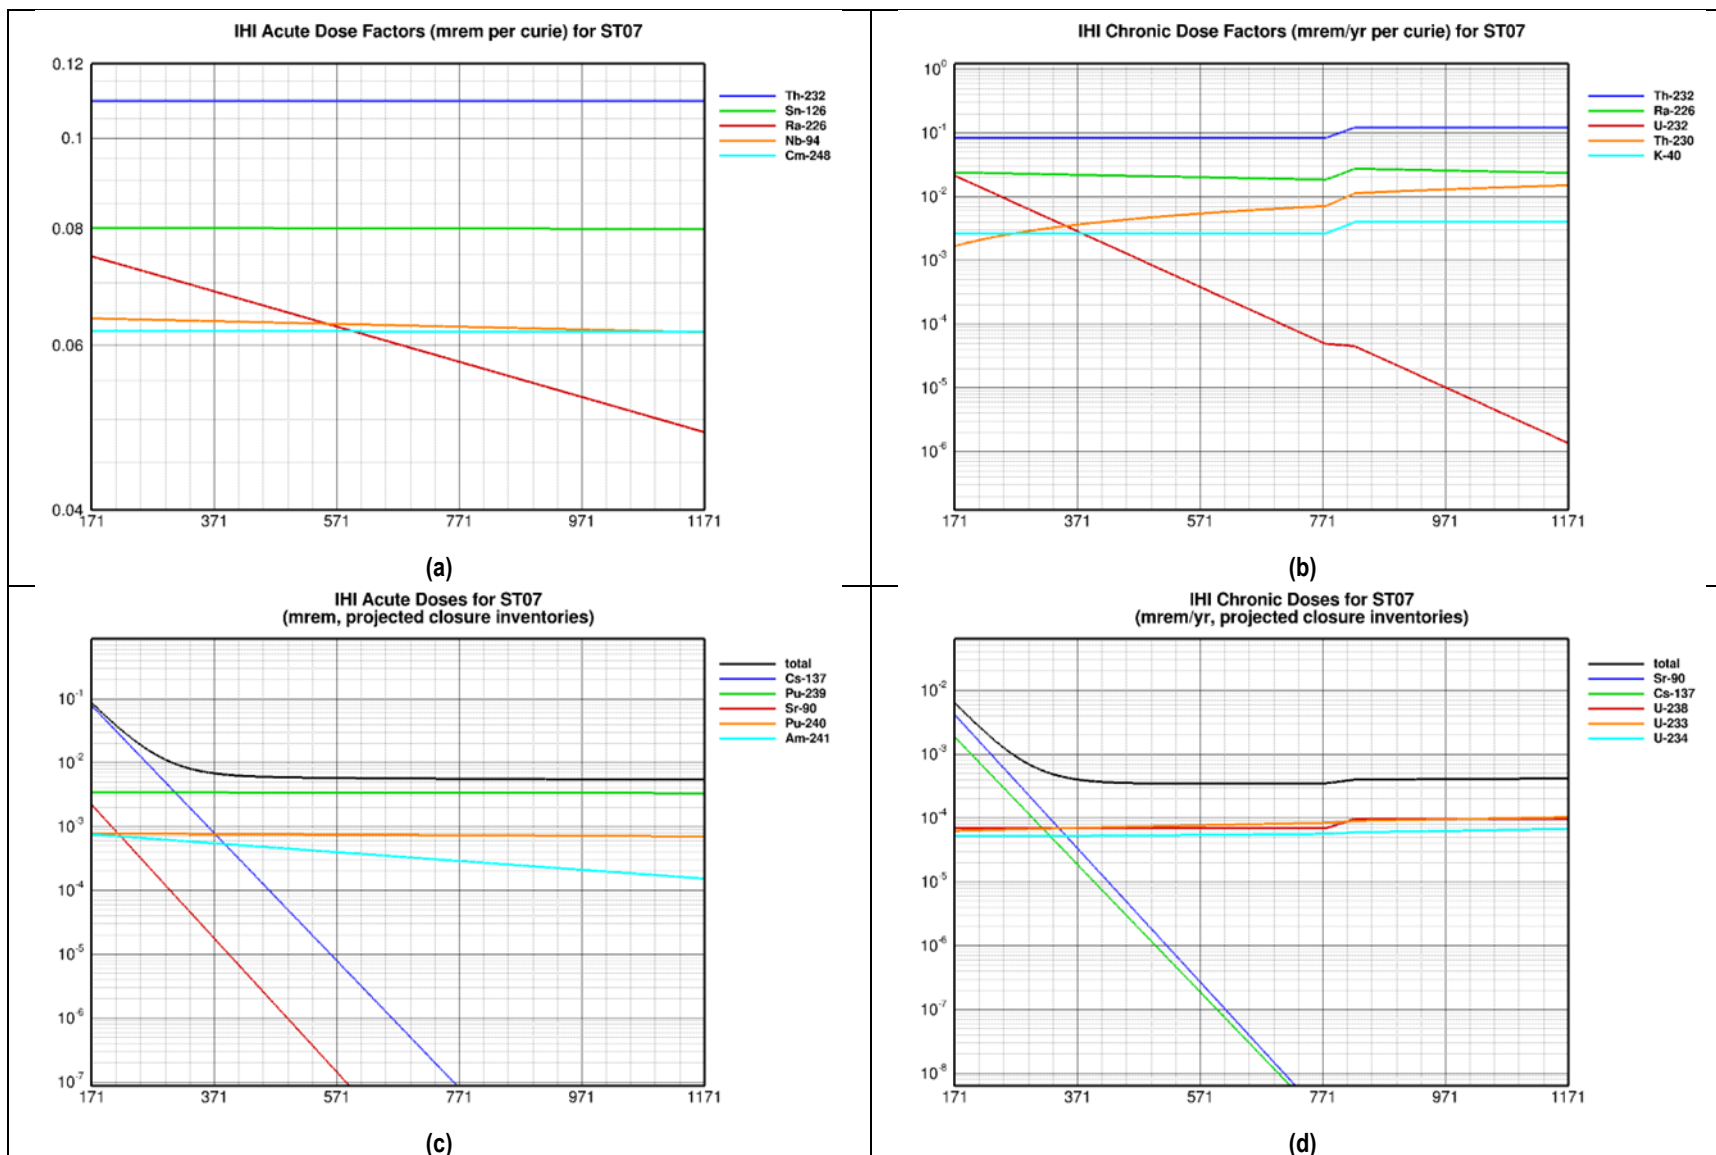 IHI Acute Dose Factors (mrem per curie) for ST07
0.12
0.1
0.08
0.06
0.04
171 371 571 771 971 1171
Th-232
Sn-126
Ra-226
Nb-94
Cm-248
(a)
IHI Chronic Dose Factors (mrem/yr per curie) for ST07
10^0
10^-1
10^-2
10^-3
10^-4
10^-5
10^-6
171 371 571 771 971 1171
Th-232
Ra-226
U-232
Th-230
K-40
(b)
IHI Acute Doses for ST07
(mrem, projected closure inventories)
10^-1
10^-2
10^-3
10^-4
10^-5
10^-6
10^-7
171 371 571 771 971 1171
total
Cs-137
Pu-239
Sr-90
Pu-240
Am-241
(c)
IHI Chronic Doses for ST07
(mrem/yr, projected closure inventories)
10^-2
10^-3
10^-4
10^-5
10^-6
10^-7
10^-8
171 371 571 771 971 1171
total
Sr-90
Cs-137
U-238
U-233
U-234
(d)